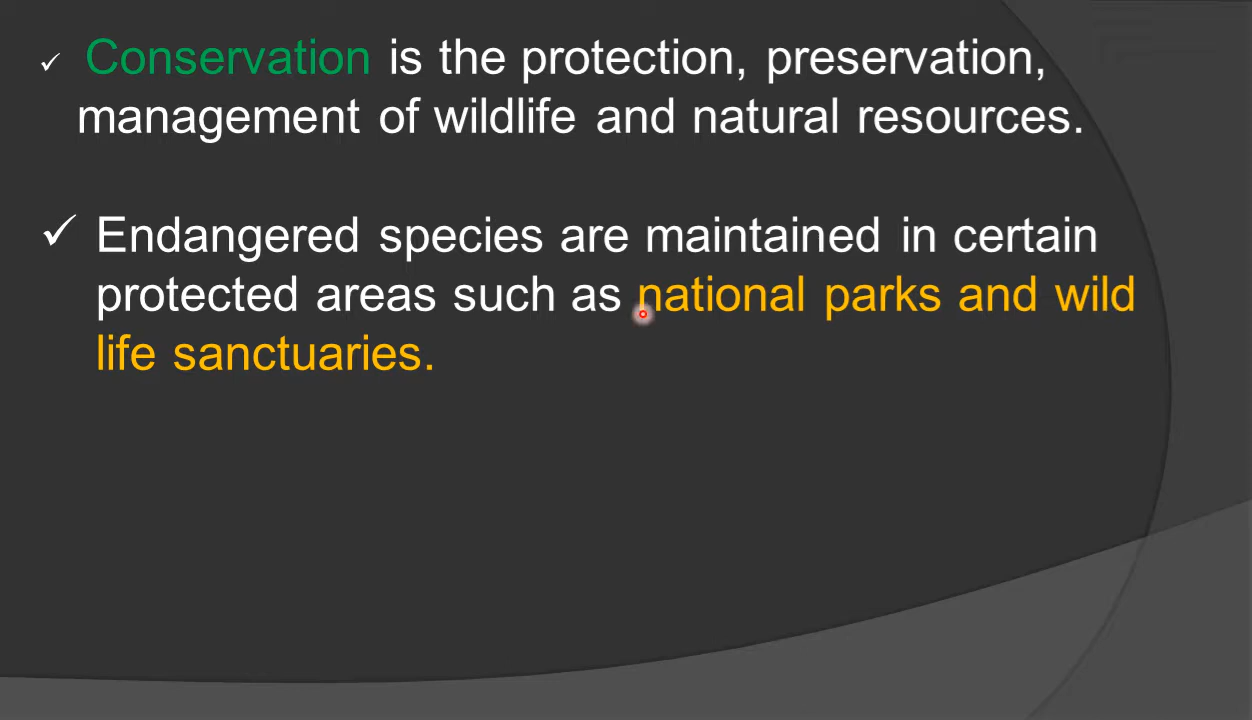 ✓ Conservation is the protection, preservation,
management of wildlife and natural resources.
✓ Endangered species are maintained in certain
protected areas such as national parks and wild
life sanctuaries.